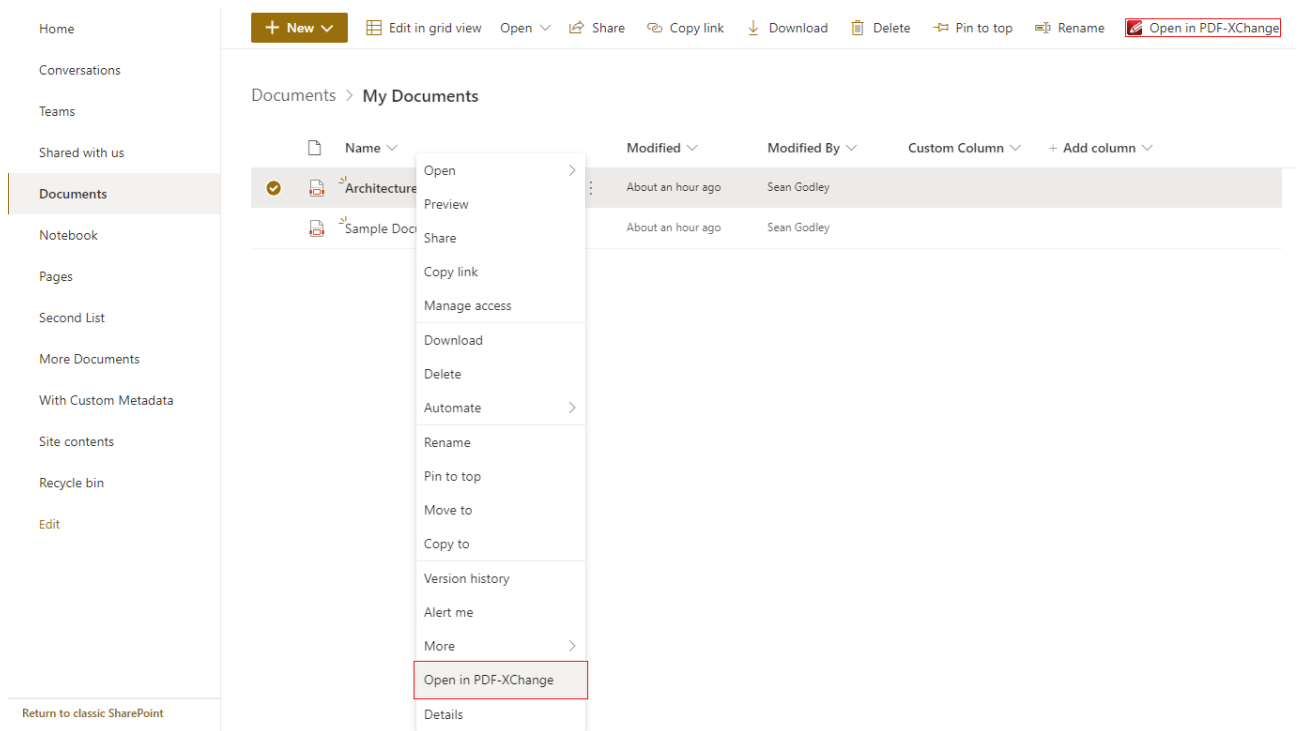 Home
Conversations
Teams
Shared with us
Documents
Notebook
Pages
Second List
More Documents
With Custom Metadata
Site contents
Recycle bin
Edit
Return to classic SharePoint
+ New Edit in grid view Open Share Copy link Download Delete Pin to top Rename Open in PDF-XChange
Documents > My Documents
Name Modified Modified By Custom Column + Add column
Architecture About an hour ago Sean Godley
Sample Doc About an hour ago Sean Godley
Open
Preview
Share
Copy link
Manage access
Download
Delete
Automate
Rename
Pin to top
Move to
Copy to
Version history
Alert me
More
Open in PDF-XChange
Details